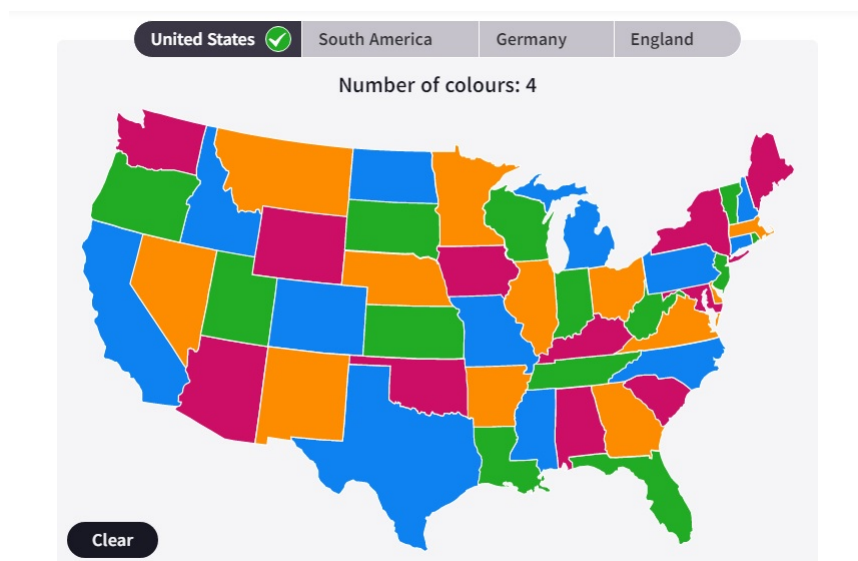 United States South America Germany England
Number of colours: 4
Clear